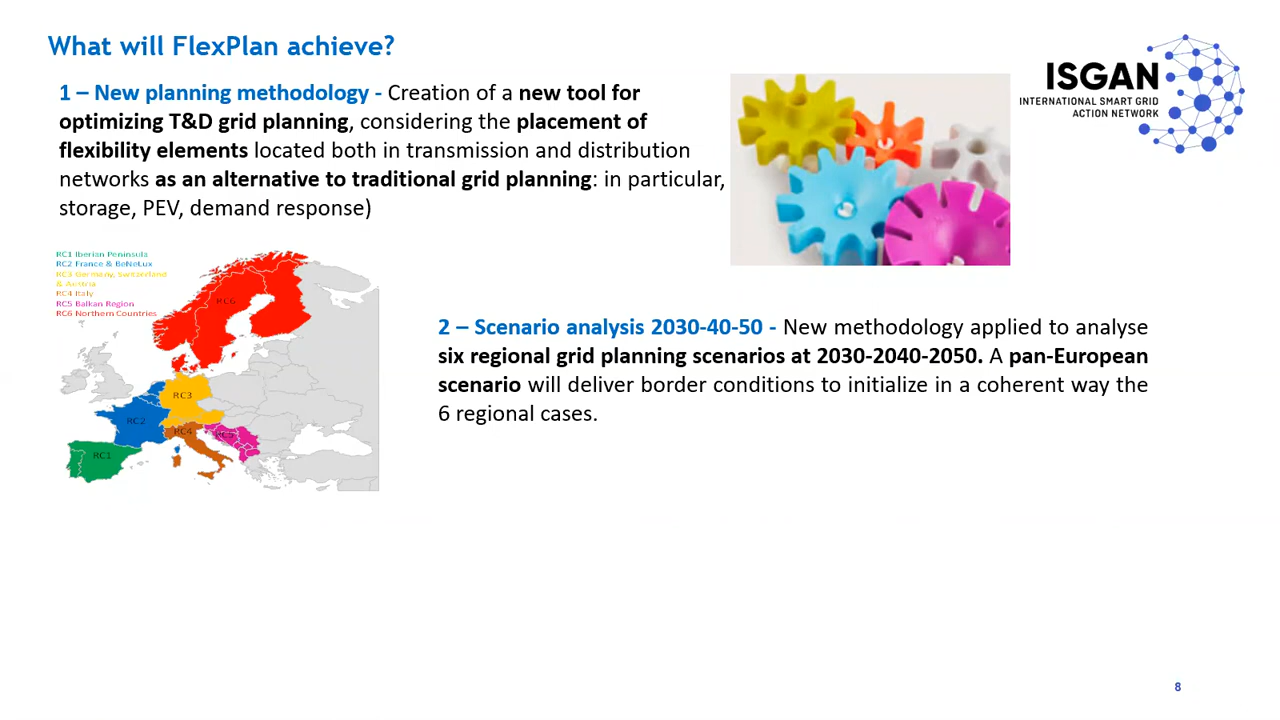 What will FlexPlan achieve?
ISGAN
INTERNATIONAL SMART GRID
ACTION NETWORK
1 – New planning methodology - Creation of a new tool for
optimizing T&D grid planning, considering the placement of
flexibility elements located both in transmission and distribution
networks as an alternative to traditional grid planning: in particular,
storage, PEV, demand response)
RC1 Iberian Peninsula
RC2 France & BeNeLux
RC3 Germany, Switzerland
& Austria
RC4 Italy
RC5 Balkan Region
RC6 Northern Countries
RC6
RC3
RC2
RC4
RC5
RC1
2 – Scenario analysis 2030-40-50 - New methodology applied to analyse
six regional grid planning scenarios at 2030-2040-2050. A pan-European
scenario will deliver border conditions to initialize in a coherent way the
6 regional cases.
8